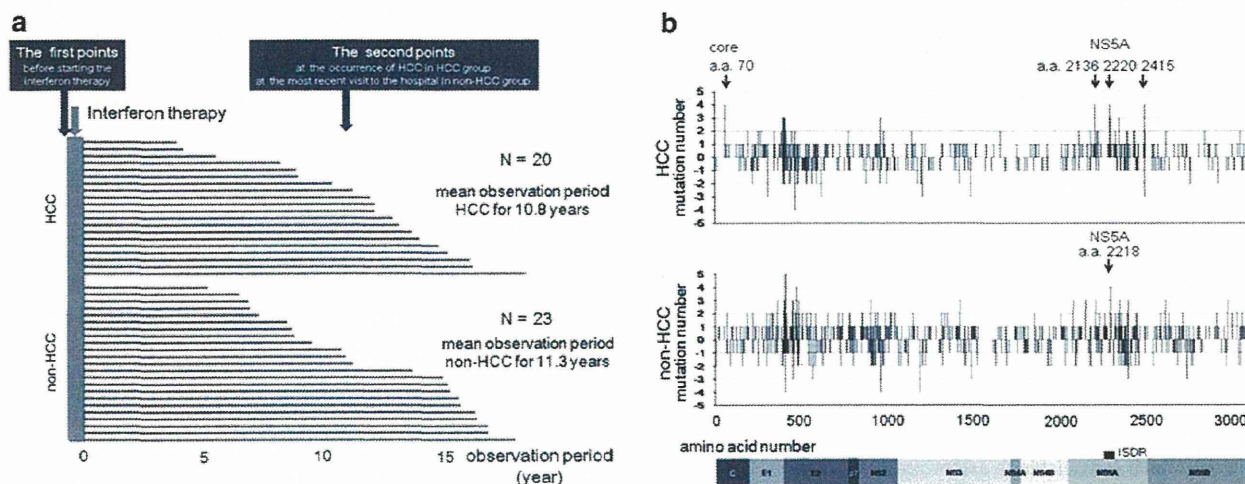 a
The first points
before starting the
interferon therapy
The second points
at the occurrence of HCC in HCC group
at the most recent visit to the hospital in non-HCC group
Interferon therapy
HCC
N = 20
mean observation period
HCC for 10.8 years
non-HCC
N = 23
mean observation period
non-HCC for 11.3 years
0 5 10 15 observation period
(year)
b
core
a.a. 70
NS5A
a.a. 2136 2220 2415
HCC
mutation number
5
4
3
2
1
0
-1
-2
-3
-4
-5
NS5A
a.a. 2218
non-HCC
mutation number
5
4
3
2
1
0
-1
-2
-3
-4
-5
0 500 1000 1500 2000 2500 3000
amino acid number
ISDR
C E1 E2 NS2 NS3 NS4A NS4B NS5A NS5B